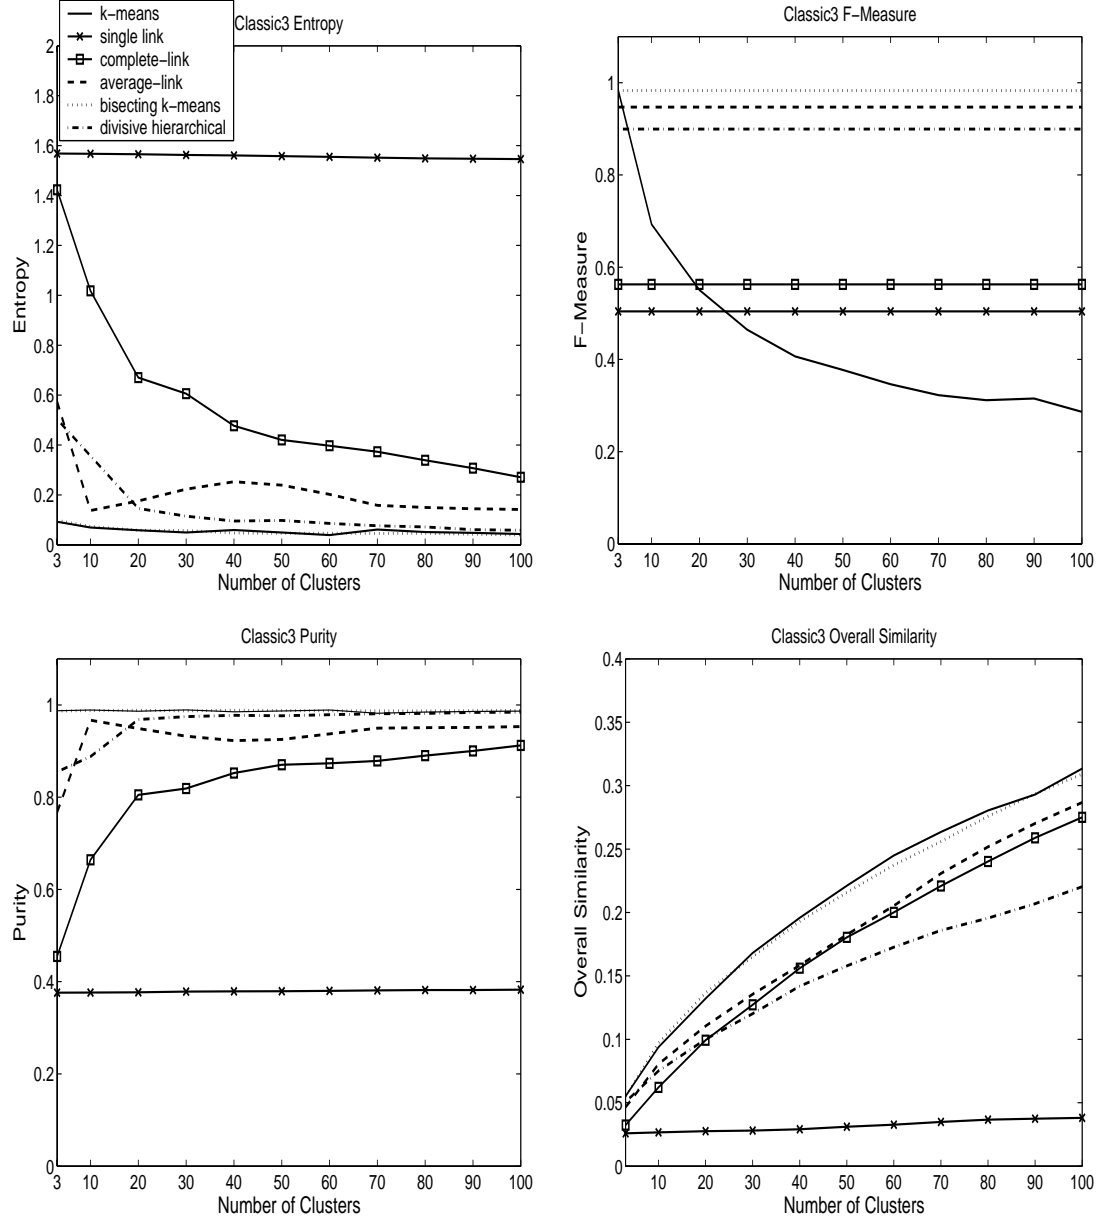 k−means
single link
complete−link
average−link
bisecting k−means
divisive hierarchical
Classic3 Entropy
2
1.8
1.6
1.4
1.2
1
0.8
0.6
0.4
0.2
0
Entropy
3 10 20 30 40 50 60 70 80 90 100
Number of Clusters
Classic3 F−Measure
1
0.8
0.6
0.4
0.2
0
F−Measure
3 10 20 30 40 50 60 70 80 90 100
Number of Clusters
Classic3 Purity
1
0.8
0.6
0.4
0.2
0
Purity
3 10 20 30 40 50 60 70 80 90 100
Number of Clusters
Classic3 Overall Similarity
0.4
0.35
0.3
0.25
0.2
0.15
0.1
0.05
0
Overall Similarity
3 10 20 30 40 50 60 70 80 90 100
Number of Clusters